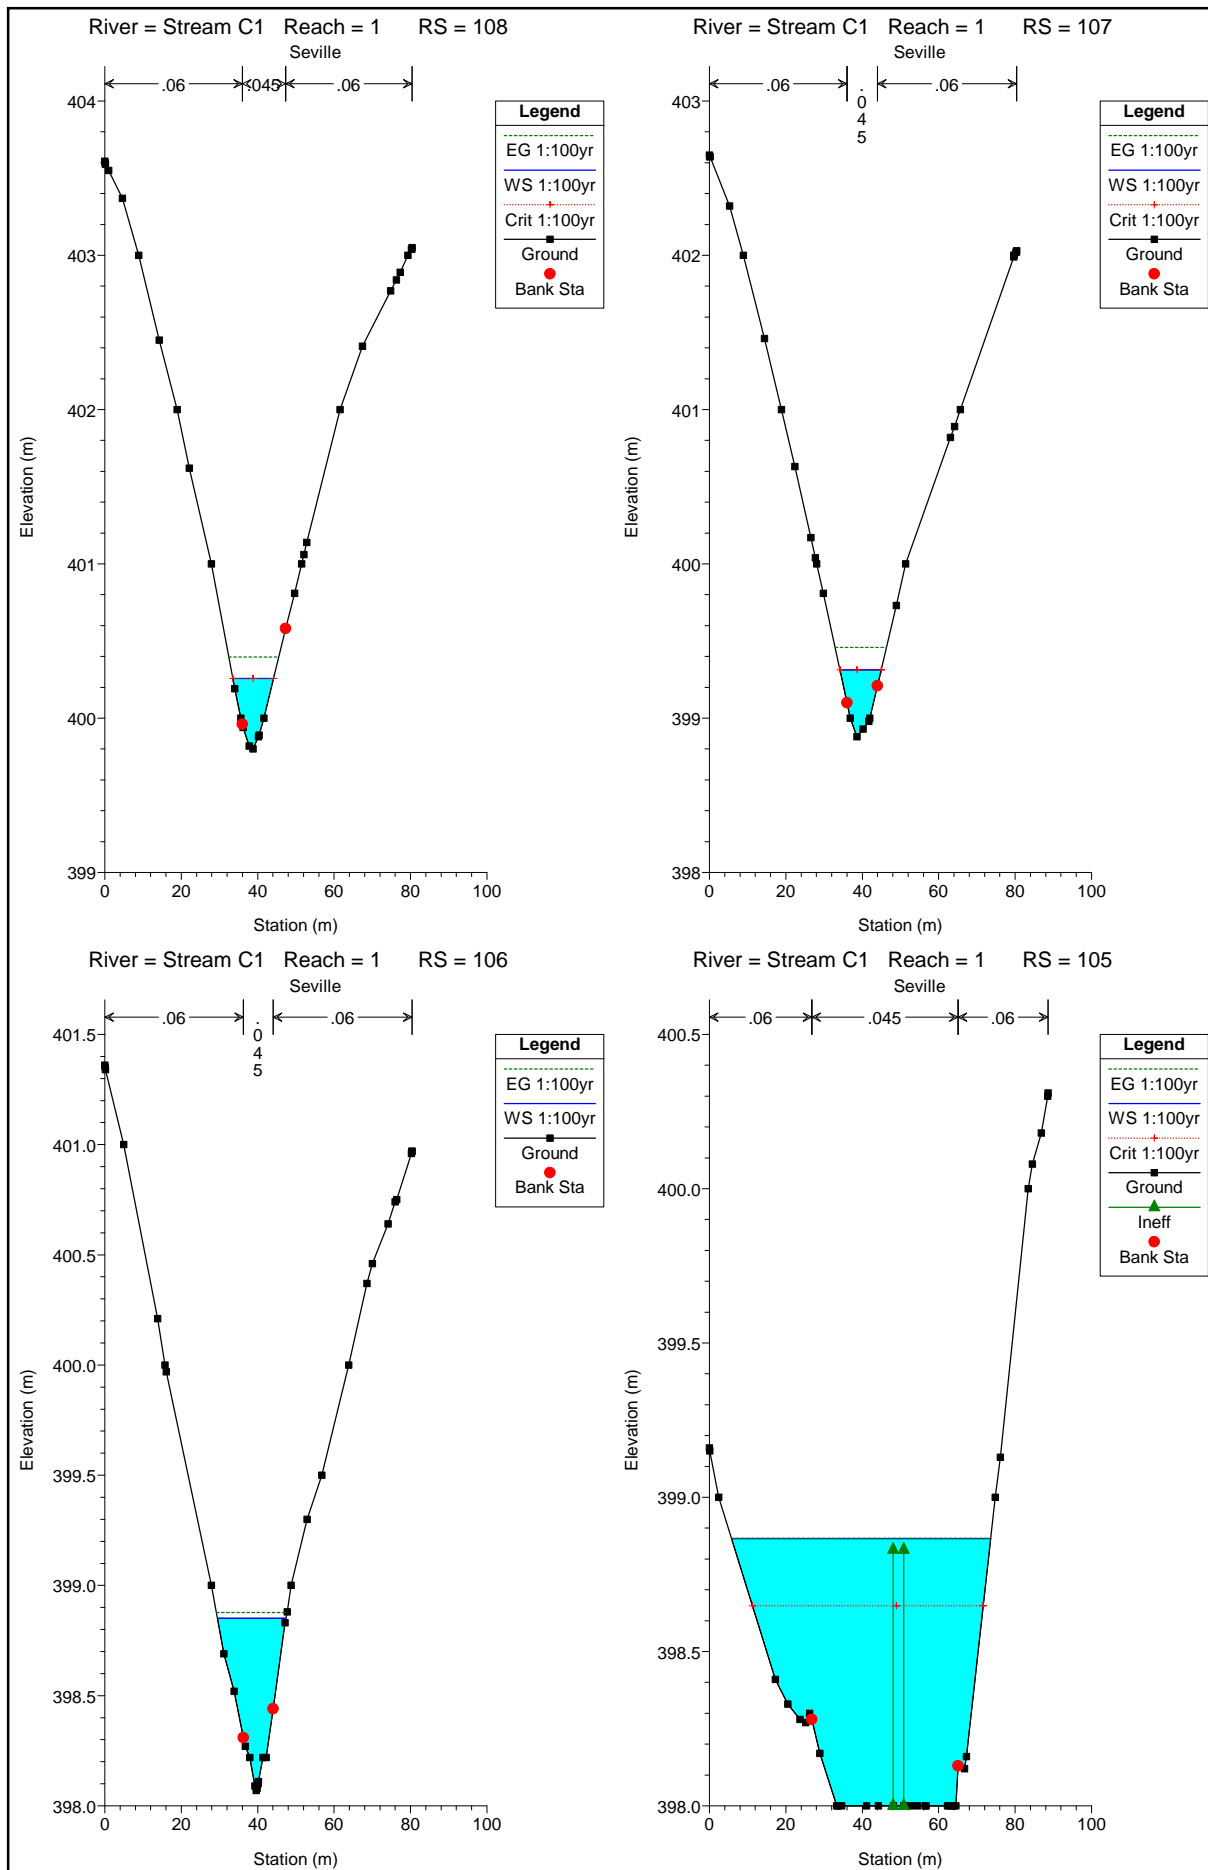 River = Stream C1 Reach = 1 RS = 108
Seville
.06 .045 .06
404
403
402
401
400
399
Elevation (m)
0 20 40 60 80 100
Station (m)
Legend
EG 1:100yr
WS 1:100yr
Crit 1:100yr
Ground
Bank Sta
River = Stream C1 Reach = 1 RS = 107
Seville
.06 .045 .06
403
402
401
400
399
398
Elevation (m)
0 20 40 60 80 100
Station (m)
Legend
EG 1:100yr
WS 1:100yr
Crit 1:100yr
Ground
Bank Sta
River = Stream C1 Reach = 1 RS = 106
Seville
.06 .045 .06
401.5
401.0
400.5
400.0
399.5
399.0
398.5
398.0
Elevation (m)
0 20 40 60 80 100
Station (m)
Legend
EG 1:100yr
WS 1:100yr
Ground
Bank Sta
River = Stream C1 Reach = 1 RS = 105
Seville
.06 .045 .06
400.5
400.0
399.5
399.0
398.5
398.0
Elevation (m)
0 20 40 60 80 100
Station (m)
Legend
EG 1:100yr
WS 1:100yr
Crit 1:100yr
Ground
Ineff
Bank Sta